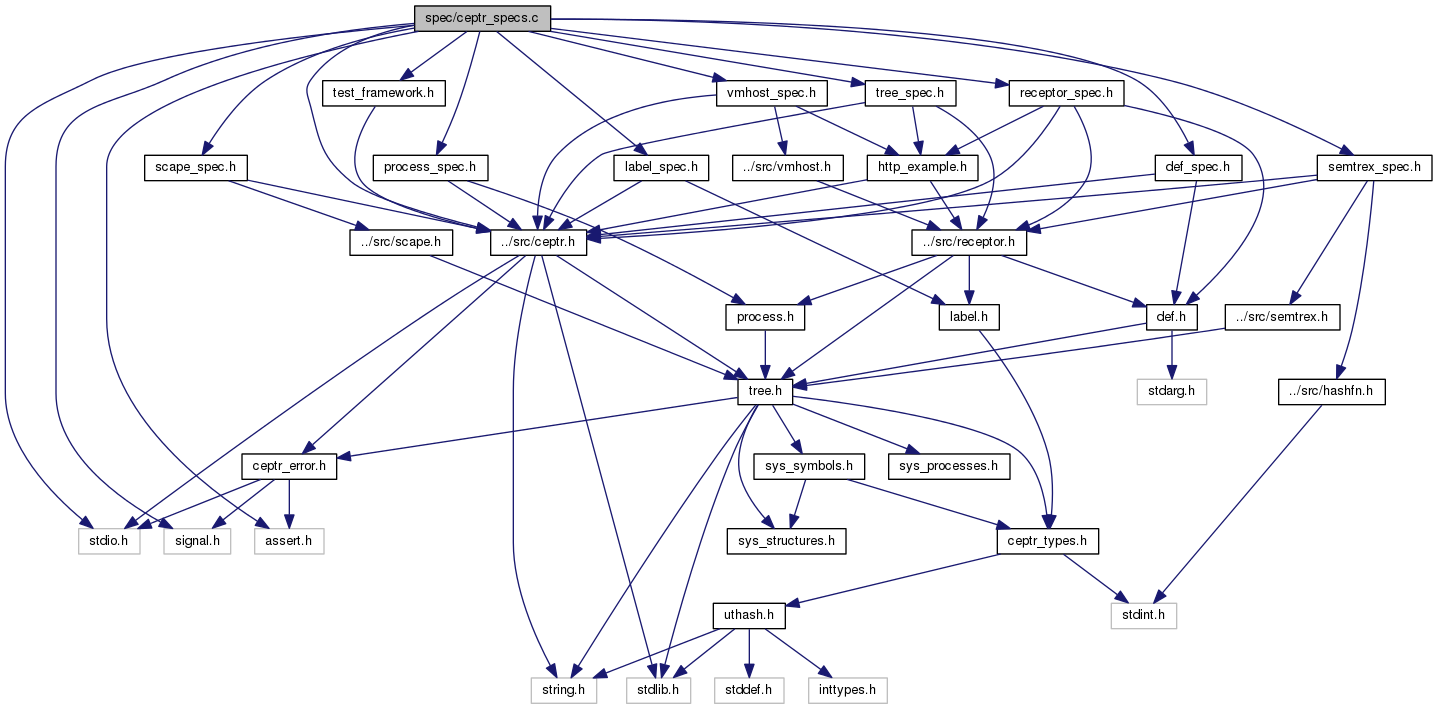 spec/ceptr_specs.c
test_framework.h
vmhost_spec.h
tree_spec.h
receptor_spec.h
scape_spec.h
process_spec.h
label_spec.h
../src/vmhost.h
http_example.h
def_spec.h
semtrex_spec.h
../src/scape.h
../src/ceptr.h
../src/receptor.h
process.h
label.h
def.h
../src/semtrex.h
tree.h
stdarg.h
../src/hashfn.h
ceptr_error.h
sys_symbols.h
sys_processes.h
stdio.h
signal.h
assert.h
sys_structures.h
ceptr_types.h
uthash.h
stdint.h
string.h
stdlib.h
stddef.h
inttypes.h